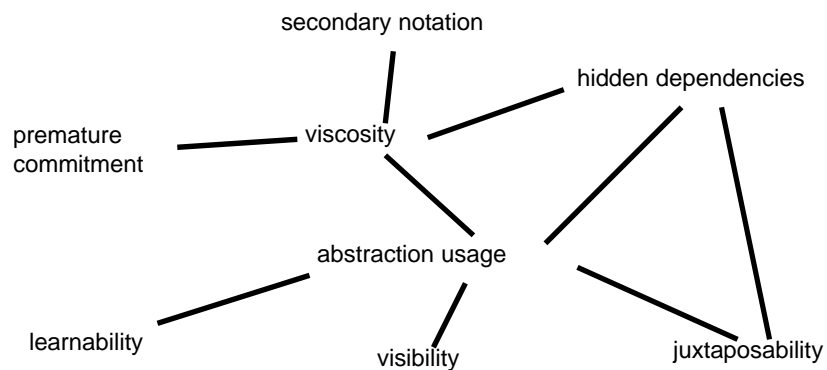 secondary notation
hidden dependencies
premature
commitment
viscosity
abstraction usage
learnability
visibility
juxtaposability